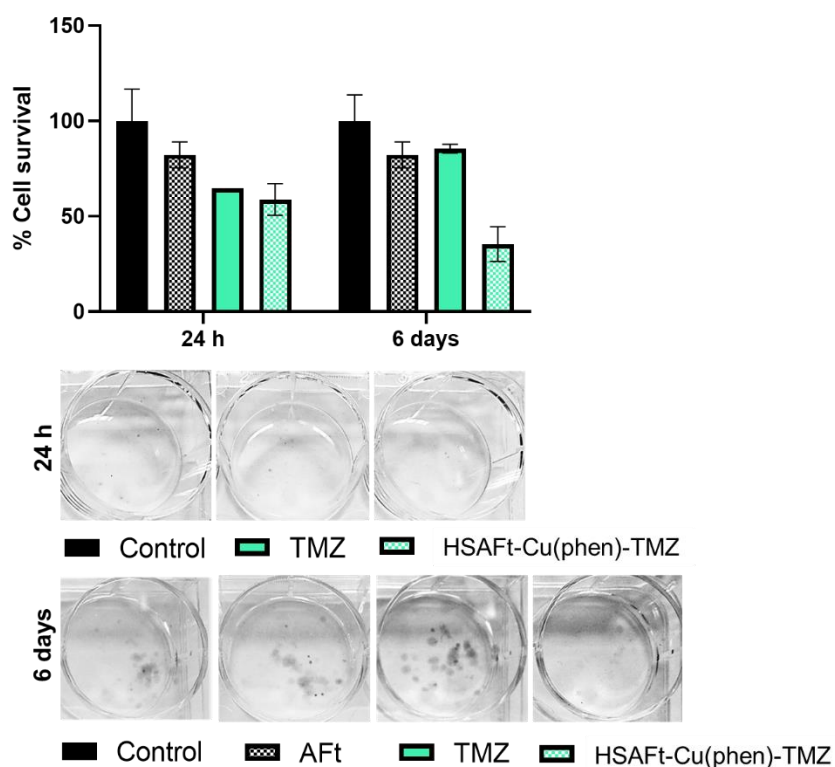 150
100
50
0
% Cell survival
24 h 6 days
24 h
Control TMZ HSAFt-Cu(phen)-TMZ
6 days
Control AFt TMZ HSAFt-Cu(phen)-TMZ